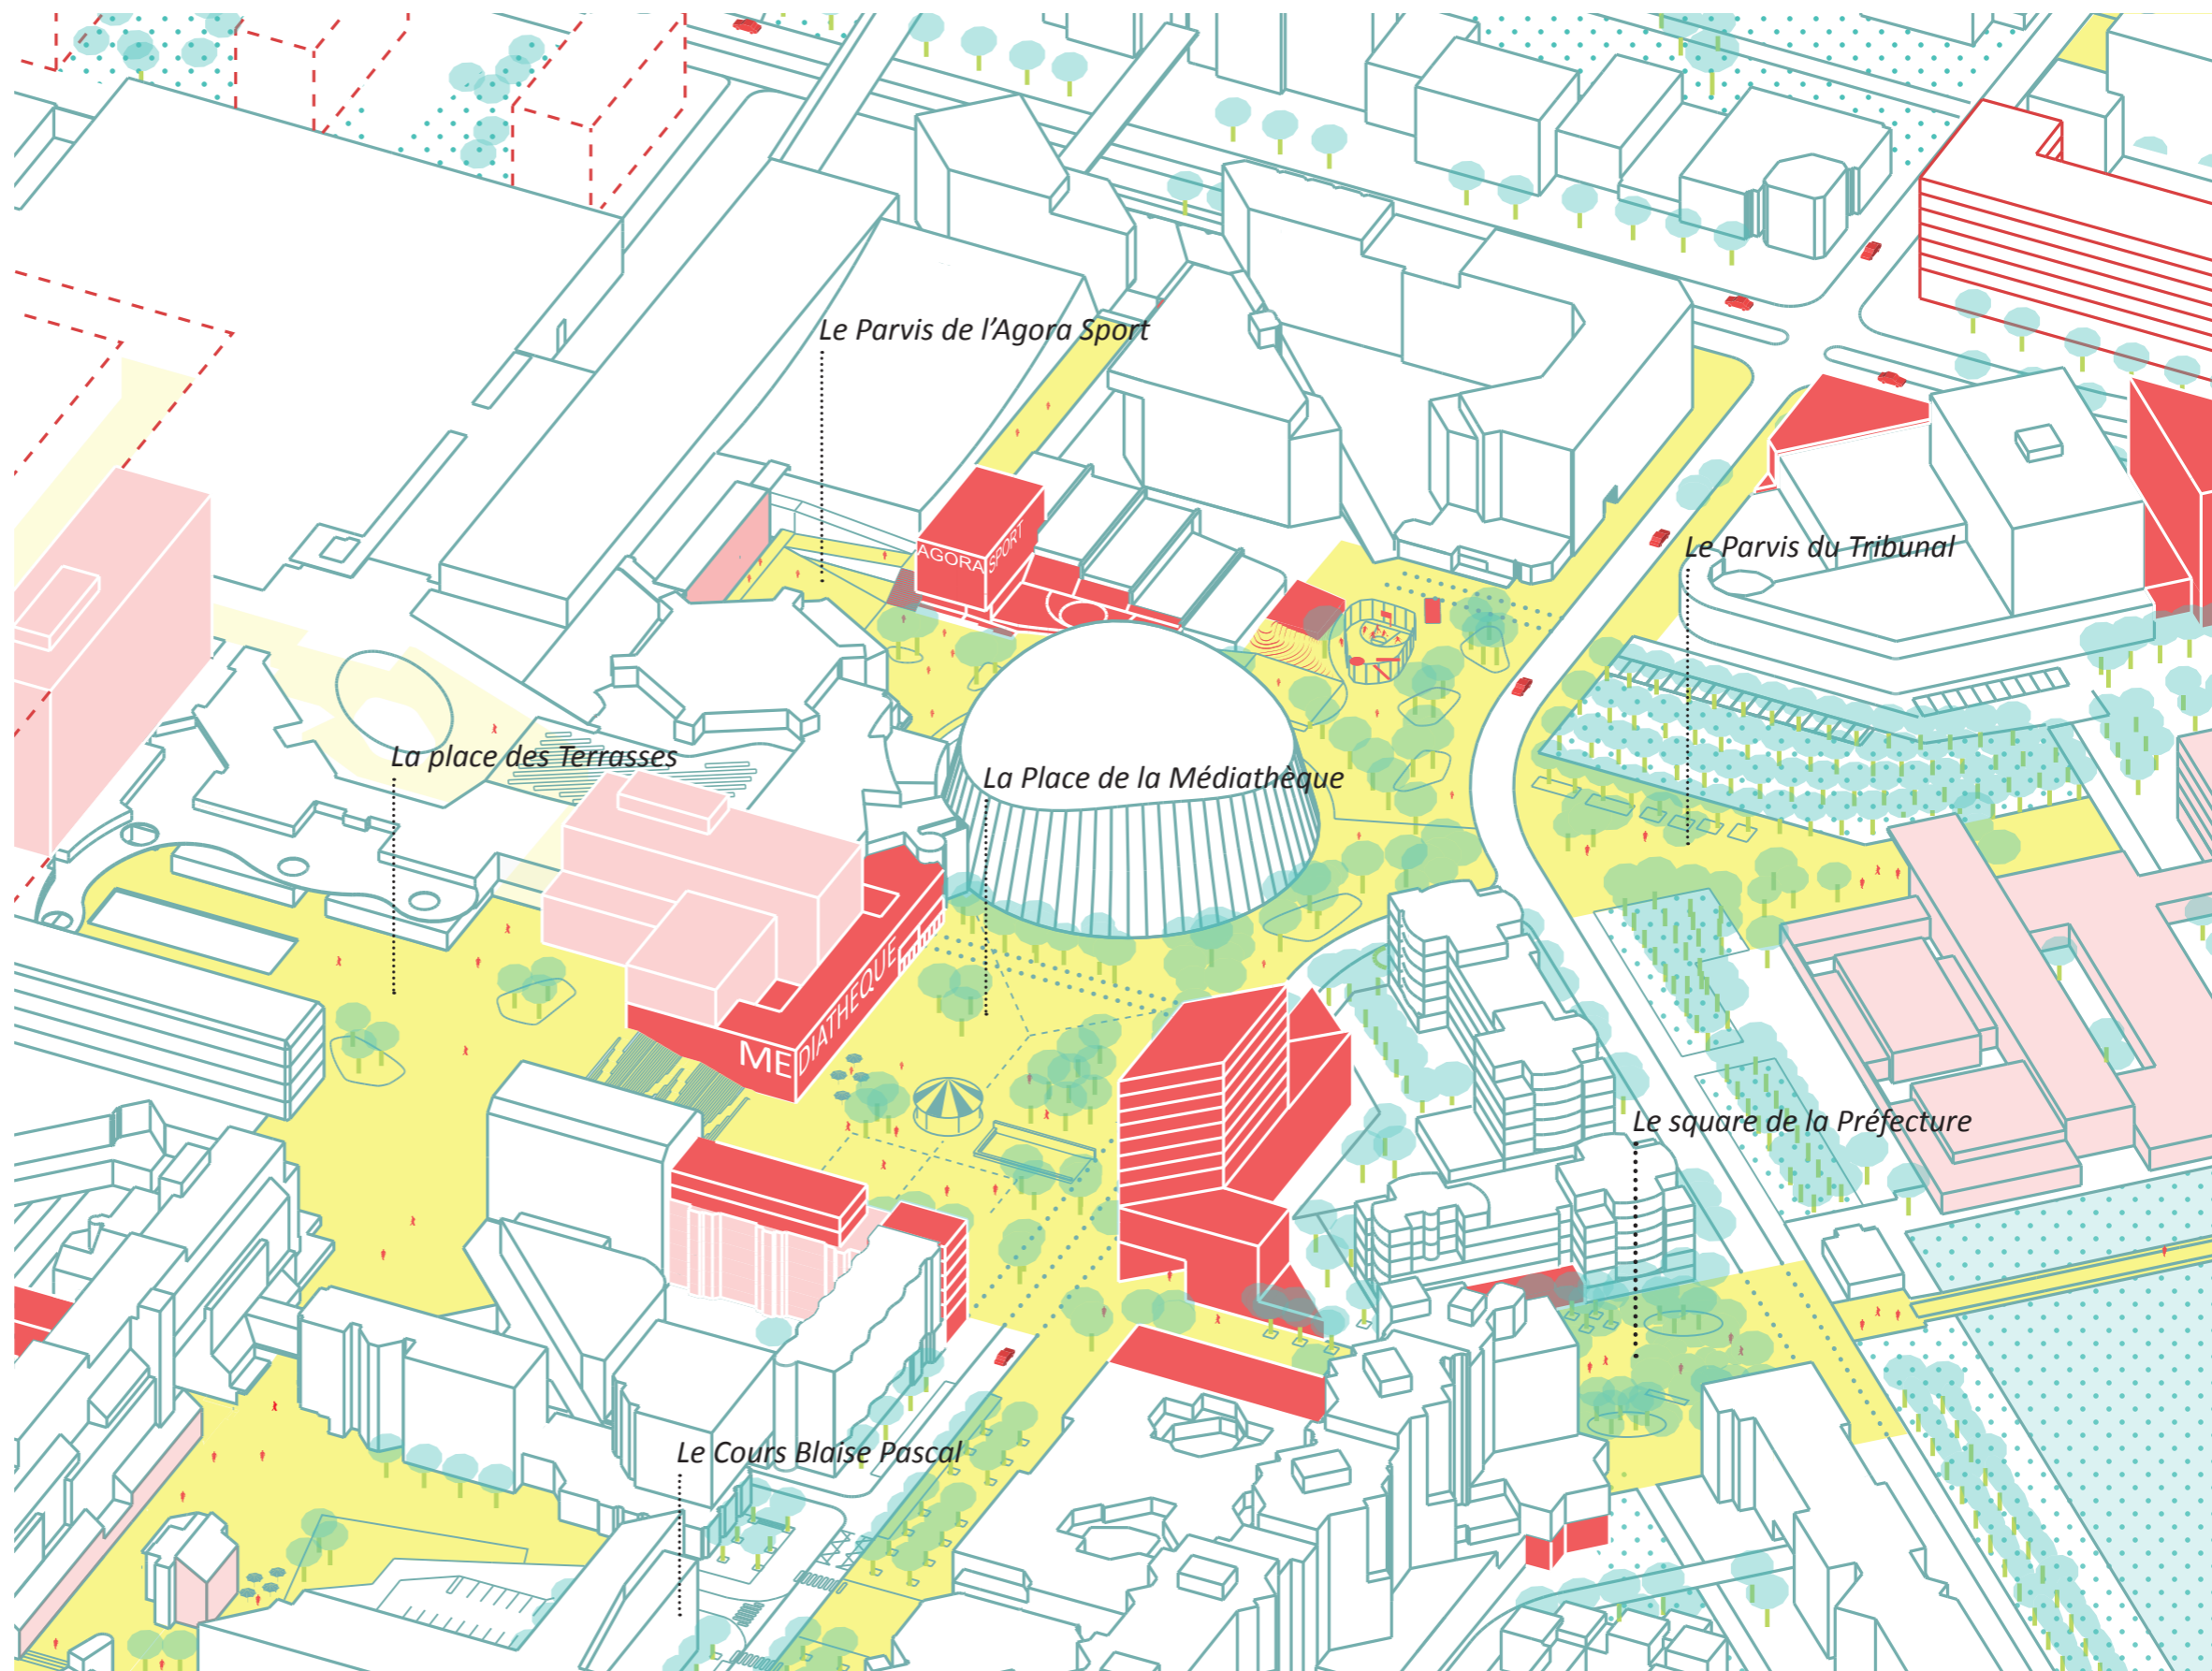 Le Parvis de l’Agora Sport
AGORA SPORT
Le Parvis du Tribunal
La place des Terrasses
La Place de la Médiathèque
MEDIATHEQUE
Le square de la Préfecture
Le Cours Blaise Pascal